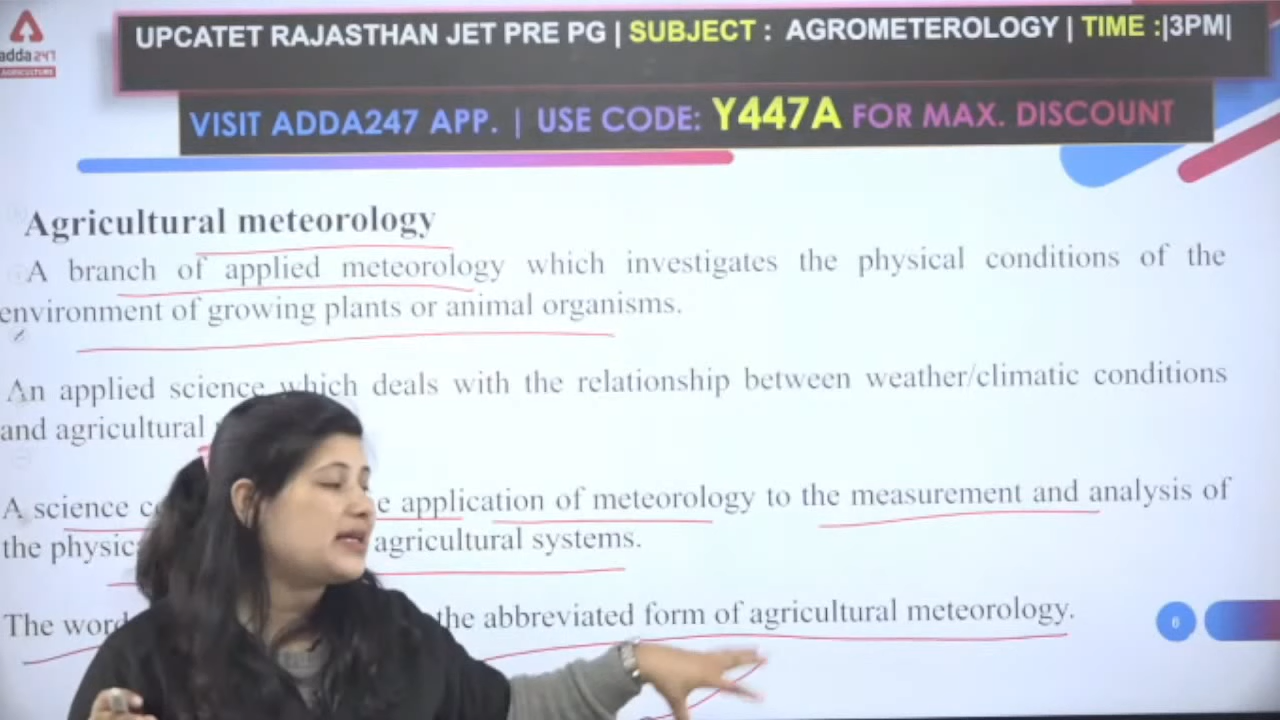 adda247
AGRICULTURE
UPCATET RAJASTHAN JET PRE PG | SUBJECT : AGROMETEROLOGY | TIME :|3PM|
VISIT ADDA247 APP. | USE CODE: Y447A FOR MAX. DISCOUNT
Agricultural meteorology
A branch of applied meteorology which investigates the physical conditions of the
environment of growing plants or animal organisms.
An applied science which deals with the relationship between weather/climatic conditions
and agricultural
A science application of meteorology to the measurement and analysis of
the agricultural systems.
The word the abbreviated form of agricultural meteorology.
6